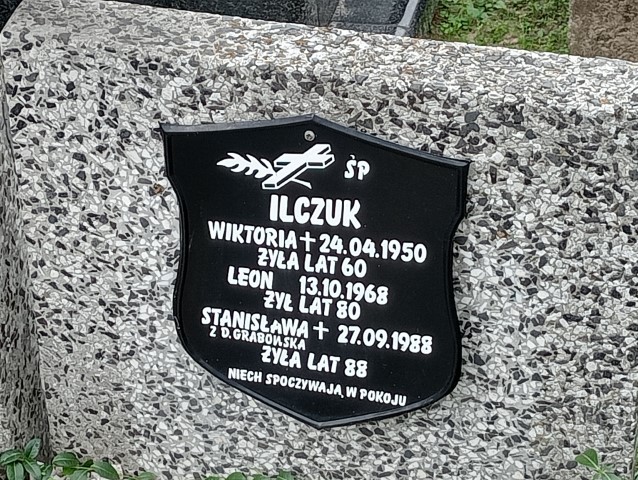 ŚP
ILCZUK
WIKTORIA † 24.04.1950
ŻYŁA LAT 60
LEON 13.10.1968
ŻYŁ LAT 80
STANISŁAWA † 27.09.1988
Z D. GRABOWSKA
ŻYŁA LAT 88
NIECH SPOCZYWAJĄ W POKOJU